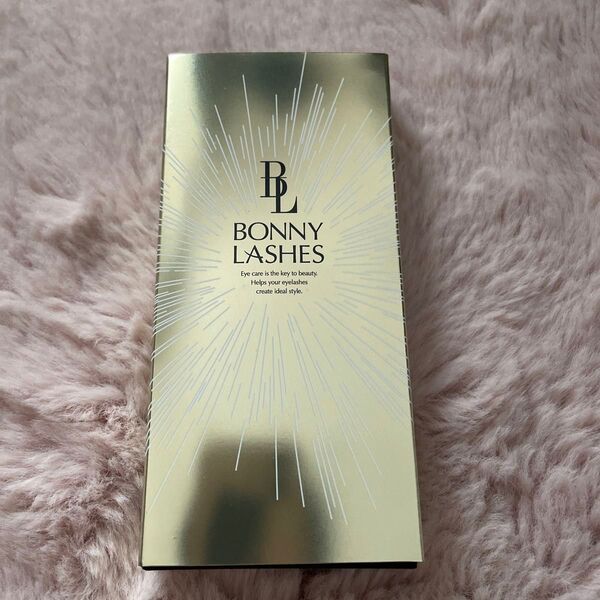 BL
BONNY
LASHES
Eye care is the key to beauty.
Helps your eyelashes
create ideal style.